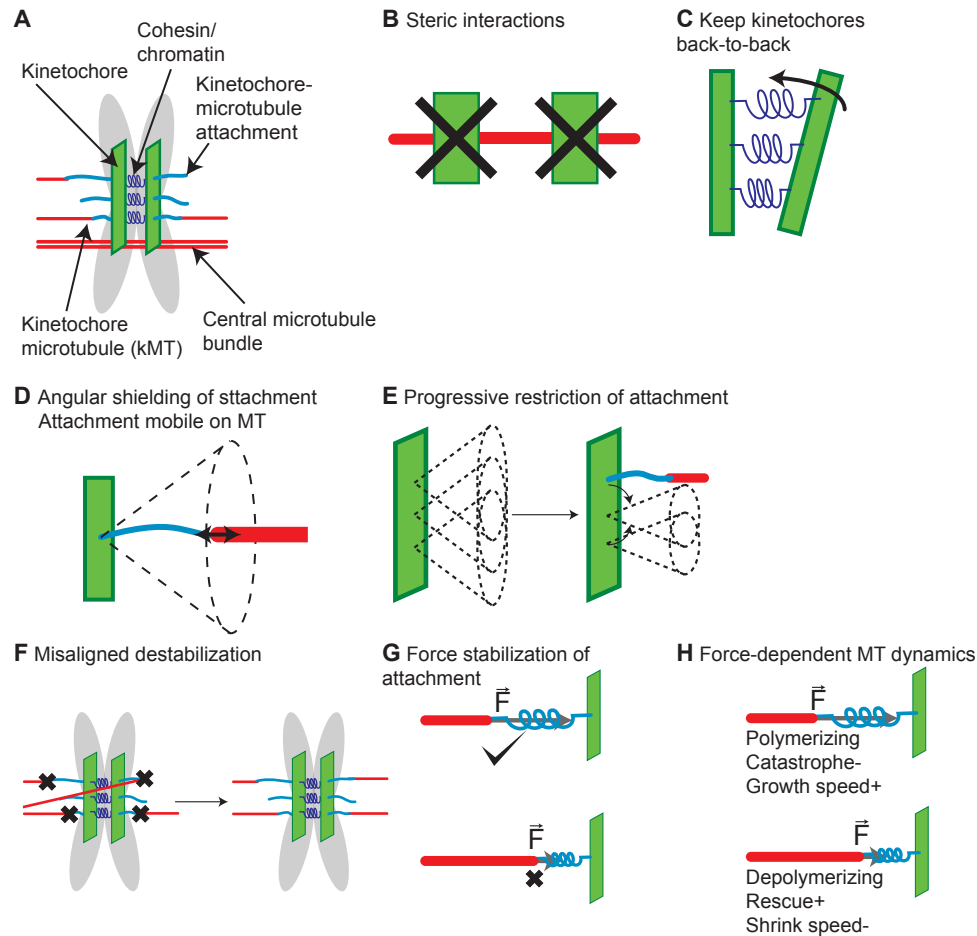 A
Cohesin/
chromatin
Kinetochore
Kinetochore-
microtubule
attachment
Kinetochore
microtubule (kMT)
Central microtubule
bundle
B Steric interactions
C Keep kinetochores
back-to-back
D Angular shielding of sttachment
Attachment mobile on MT
E Progressive restriction of attachment
F Misaligned destabilization
G Force stabilization of
attachment
F
F
H Force-dependent MT dynamics
F
Polymerizing
Catastrophe-
Growth speed+
F
Depolymerizing
Rescue+
Shrink speed-